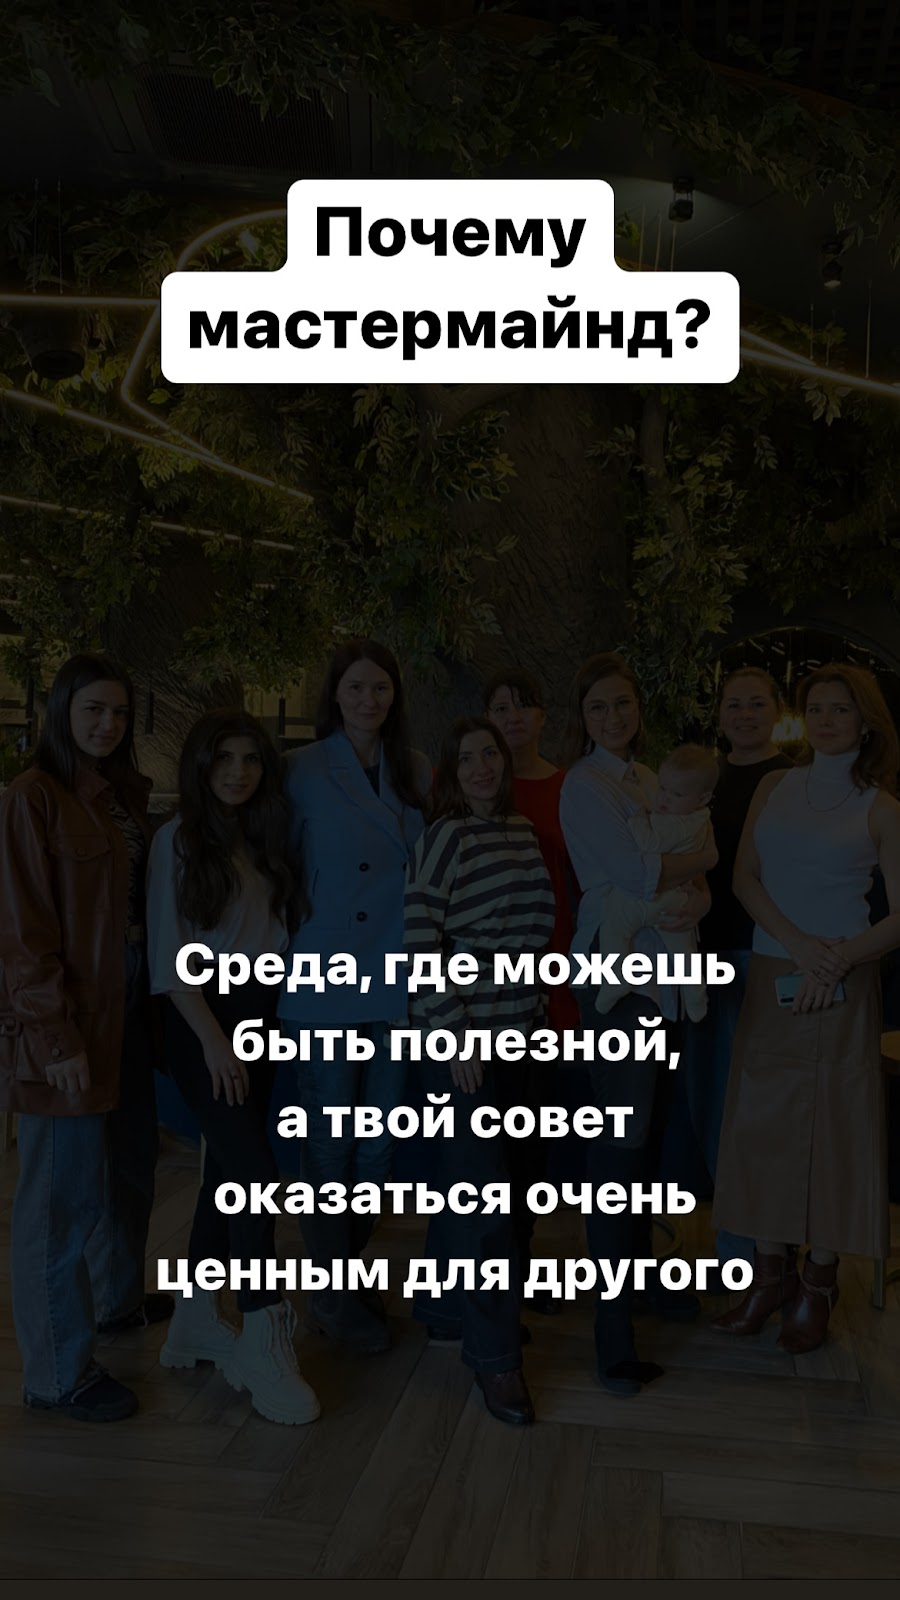 Почему
мастермайнд?
Среда, где можешь
быть полезной,
а твой совет
оказаться очень
ценным для другого